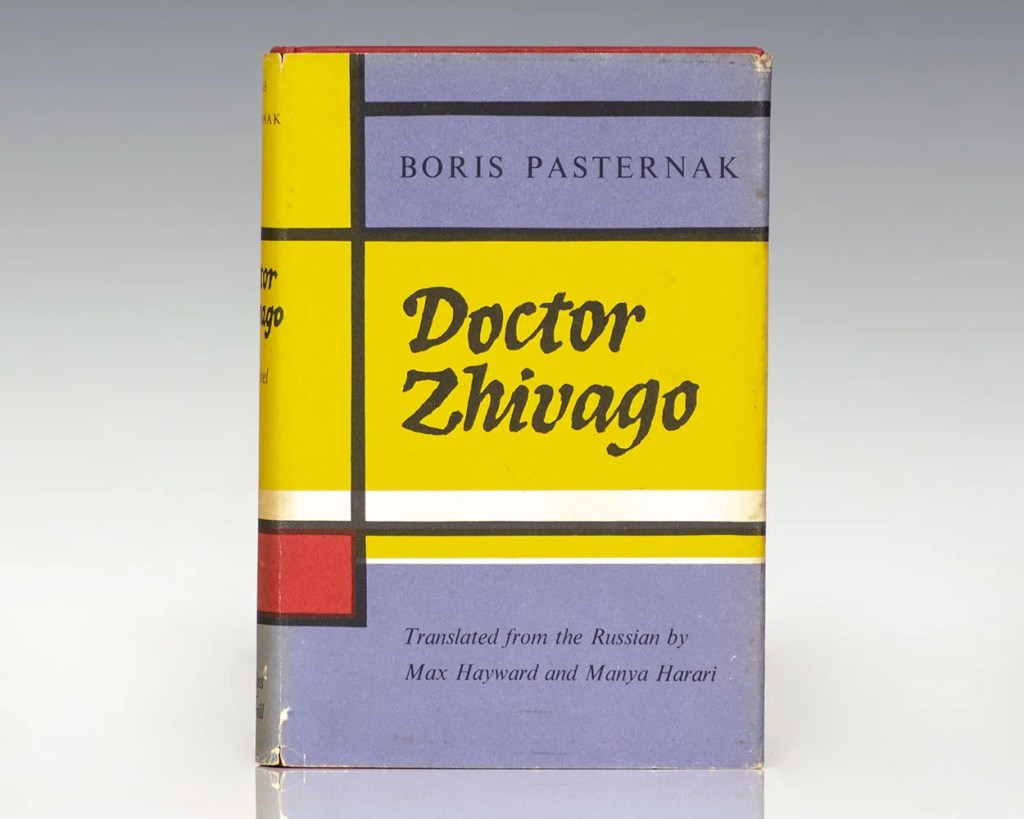 BORIS PASTERNAK
Doctor
Zhivago
Translated from the Russian by
Max Hayward and Manya Harari